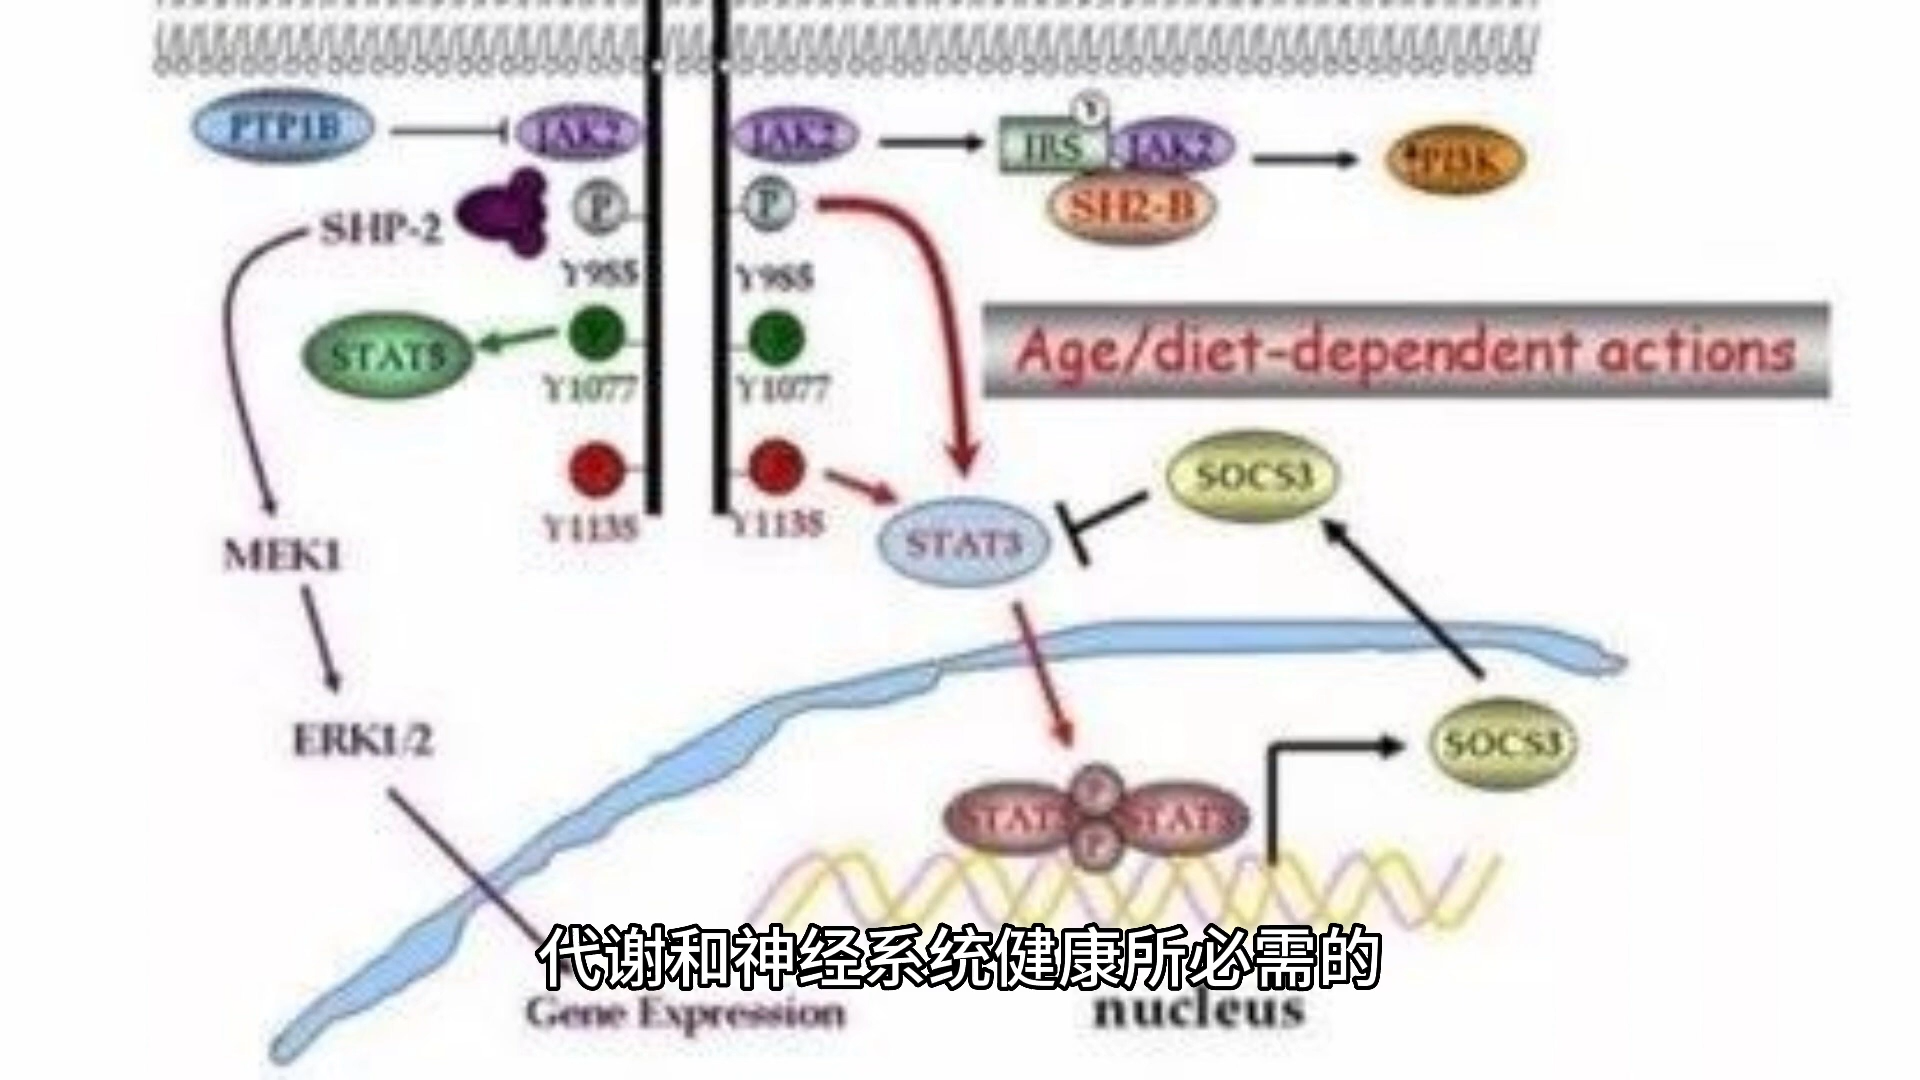 PTP1B
JAK2
JAK2
IRS
Y
JAK2
PI3K
SH2-B
SHP-2
P
P
Y985
Y985
STAT5
Y1077
Y1077
Age/diet-dependent actions
Y1138
Y1138
STAT3
SOCS3
MEK1
ERK1/2
SOCS3
STAT
P
P
STAT
代谢和神经系统健康所必需的
Gene Expression
nucleus